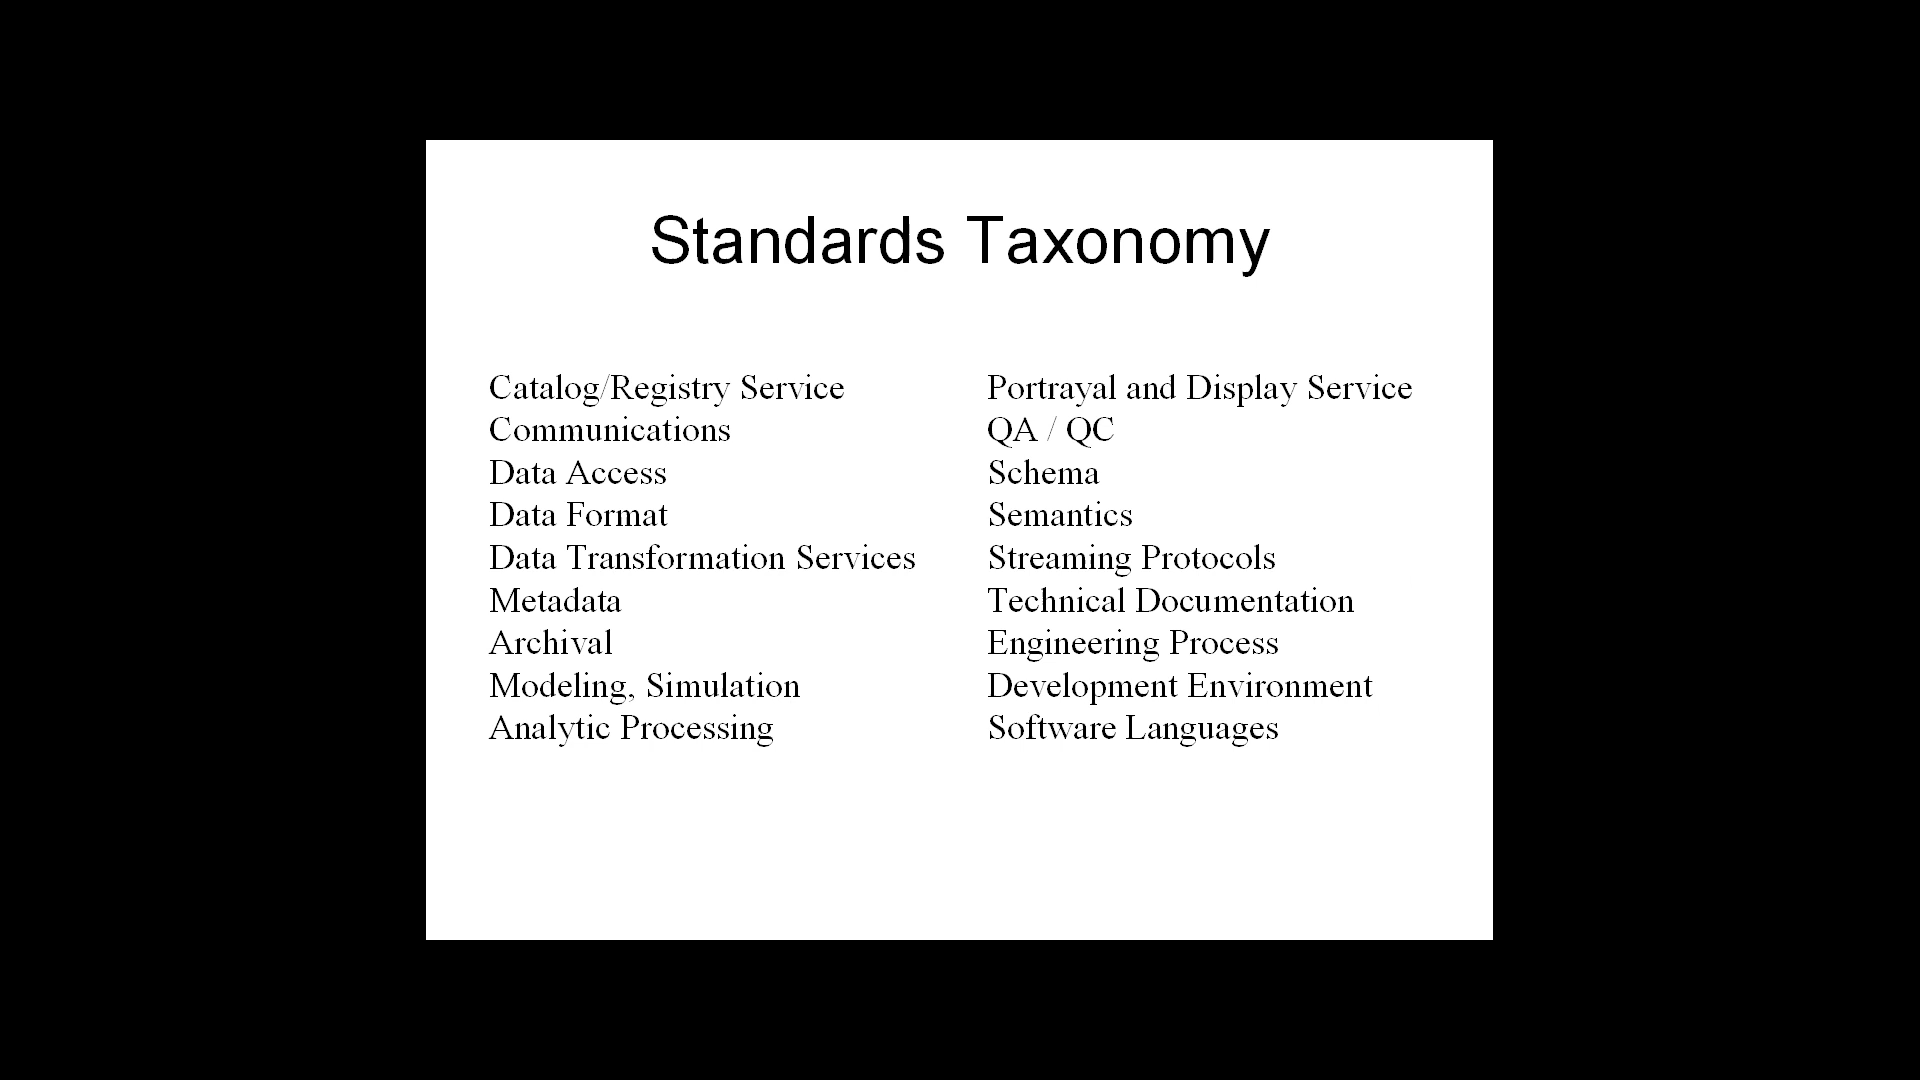 Standards Taxonomy
Catalog/Registry Service
Communications
Data Access
Data Format
Data Transformation Services
Metadata
Archival
Modeling, Simulation
Analytic Processing
Portrayal and Display Service
QA / QC
Schema
Semantics
Streaming Protocols
Technical Documentation
Engineering Process
Development Environment
Software Languages